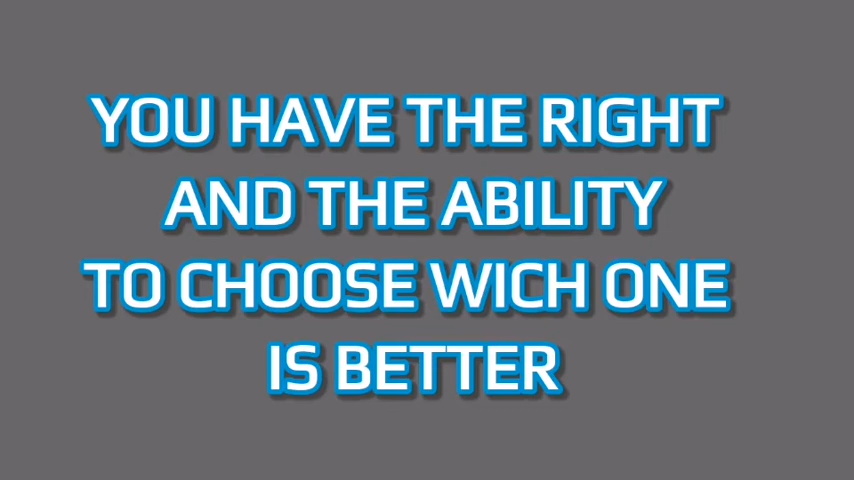 YOU HAVE THE RIGHT
AND THE ABILITY
TO CHOOSE WICH ONE
IS BETTER